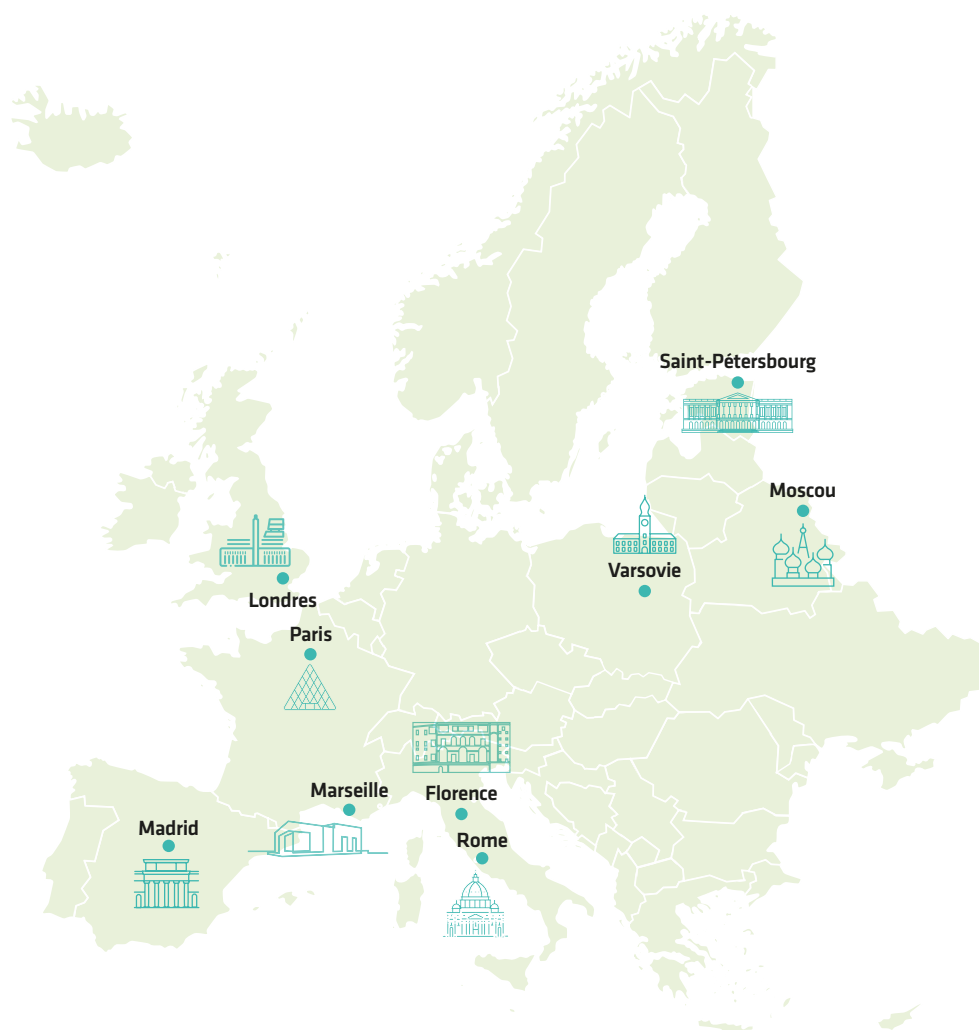 Saint-Pétersbourg
Moscou
Varsovie
Londres
Paris
Marseille
Florence
Madrid
Rome